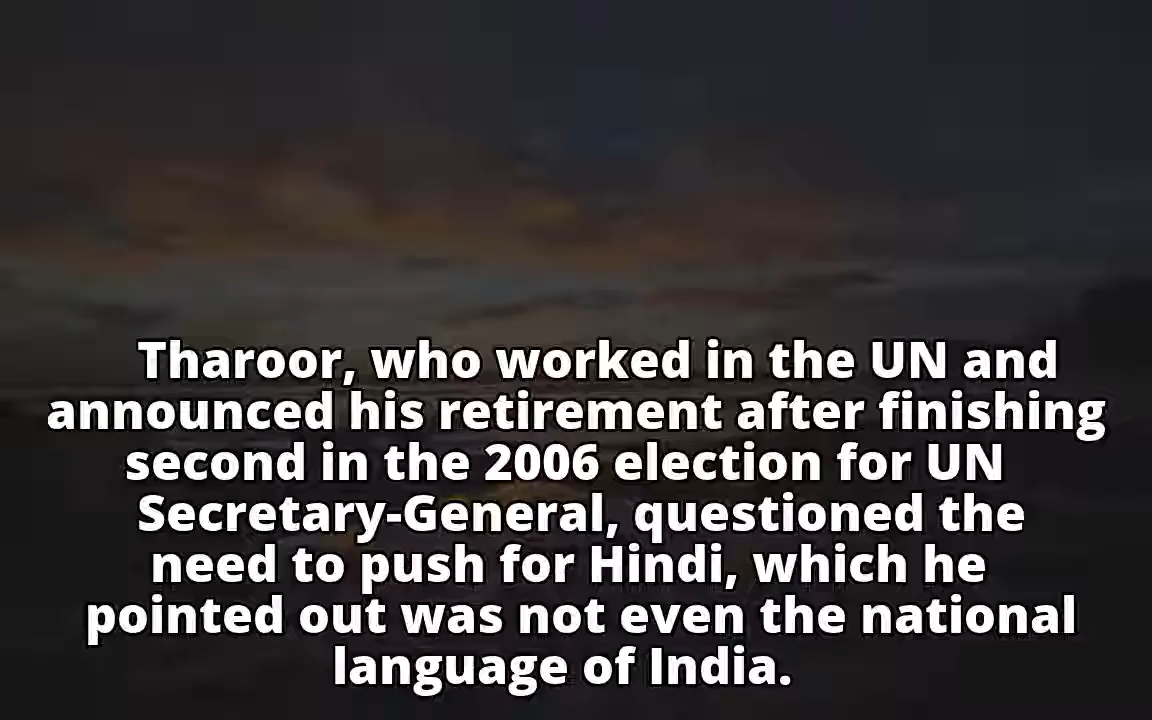 Tharoor, who worked in the UN and
announced his retirement after finishing
second in the 2006 election for UN
Secretary-General, questioned the
need to push for Hindi, which he
pointed out was not even the national
language of India.